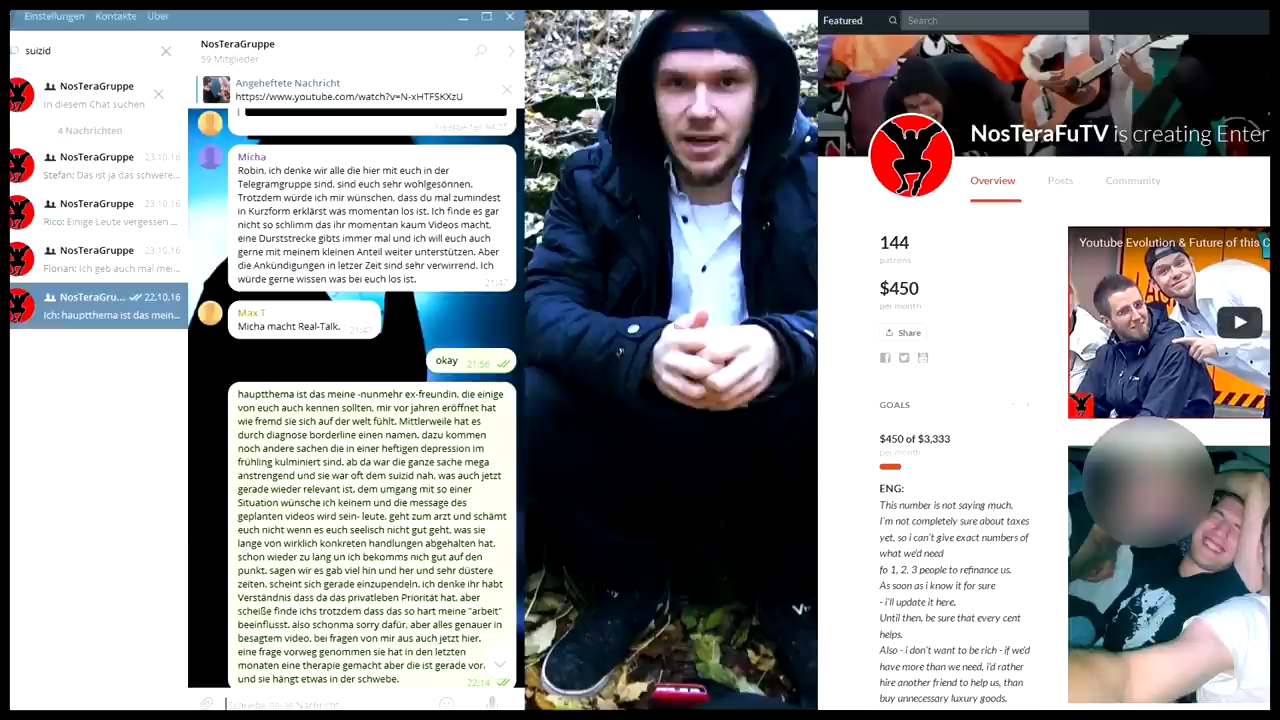 Einstellungen Kontakte Über
suizid
NosTeraGruppe
In diesem Chat suchen
4 Nachrichten
NosTeraGruppe 23.10.16
Stefan: Das ist ja das schwere...
NosTeraGruppe 23.10.16
Rico: Einige Leute vergessen ...
NosTeraGruppe 23.10.16
Florian: Ich geb auch mal mei...
NosTeraGru... 22.10.16
Ich: hauptthema ist das mein...
NosTeraGruppe
59 Mitglieder
Angeheftete Nachricht
https://www.youtube.com/watch?v=N-xHTFSKXzU
Micha
Robin, ich denke wir alle die hier mit euch in der
Telegramgruppe sind, sind euch sehr wohlgesönnen.
Trotzdem würde ich mir wünschen, dass du mal zumindest
in Kurzform erklärst was momentan los ist. Ich finde es gar
nicht so schlimm das ihr momentan kaum Videos macht,
eine Durststrecke gibts immer mal und ich will euch auch
gerne mit meinem kleinen Anteil weiter unterstützen. Aber
die Ankündigungen in letzer Zeit sind sehr verwirrend. Ich
würde gerne wissen was bei euch los ist.
21:47
Max T
Micha macht Real-Talk. 21:47
okay 21:56
hauptthema ist das meine -nunmehr ex-freundin, die einige
von euch auch kennen sollten, mir vor jahren eröffnet hat
wie fremd sie sich auf der welt fühlt. Mittlerweile hat es
durch diagnose borderline einen namen. dazu kommen
noch andere sachen die in einer heftigen depression im
frühling kulminiert sind. ab da war die ganze sache mega
anstrengend und sie war oft dem suizid nah, was auch jetzt
gerade wieder relevant ist. dem umgang mit so einer
Situation wünsche ich keinem und die message des
geplanten videos wird sein- leute. geht zum arzt und schämt
euch nicht wenn es euch seelisch nicht gut geht, was sie
lange von wirklich konkreten handlungen abgehalten hat.
schon wieder zu lang un ich bekomms nich gut auf den
punkt. sagen wir es gab viel hin und her und sehr düstere
zeiten. scheint sich gerade einzupendeln. ich denke ihr habt
Verständnis dass da das privatleben Priorität hat, aber
scheiße finde ichs trotzdem dass das so hart meine "arbeit"
beeinflusst. also schonma sorry dafür. aber alles genauer in
besagtem video. bei fragen von mir aus auch jetzt hier.
eine frage vorweg genommen sie hat in den letzten
monaten eine therapie gemacht aber die ist gerade vor
und sie hängt etwas in der schwebe.
22:14
Schreibe deine Nachricht...
Featured Search
NosTeraFuTV is creating Enter
Overview Posts Community
144
patrons
$450
per month
Share
GOALS
$450 of $3,333
per month
ENG:
This number is not saying much.
I'm not completely sure about taxes
yet, so i can't give exact numbers of
what we'd need
fo 1, 2, 3 people to refinance us.
As soon as i know it for sure
- i'll update it here.
Until then, be sure that every cent
helps.
Also - i don't want to be rich - if we'd
have more than we need, i'd rather
hire another friend to help us, than
buy unnecessary luxury goods.
Youtube Evolution & Future of this C